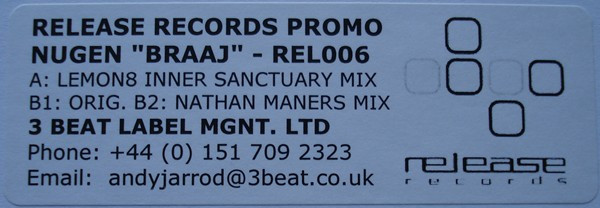 RELEASE RECORDS PROMO
NUGEN "BRAAJ" - REL006
A: LEMON8 INNER SANCTUARY MIX
B1: ORIG. B2: NATHAN MANERS MIX
3 BEAT LABEL MGNT. LTD
Phone: +44 (0) 151 709 2323
Email: andyjarrod@3beat.co.uk
release
records